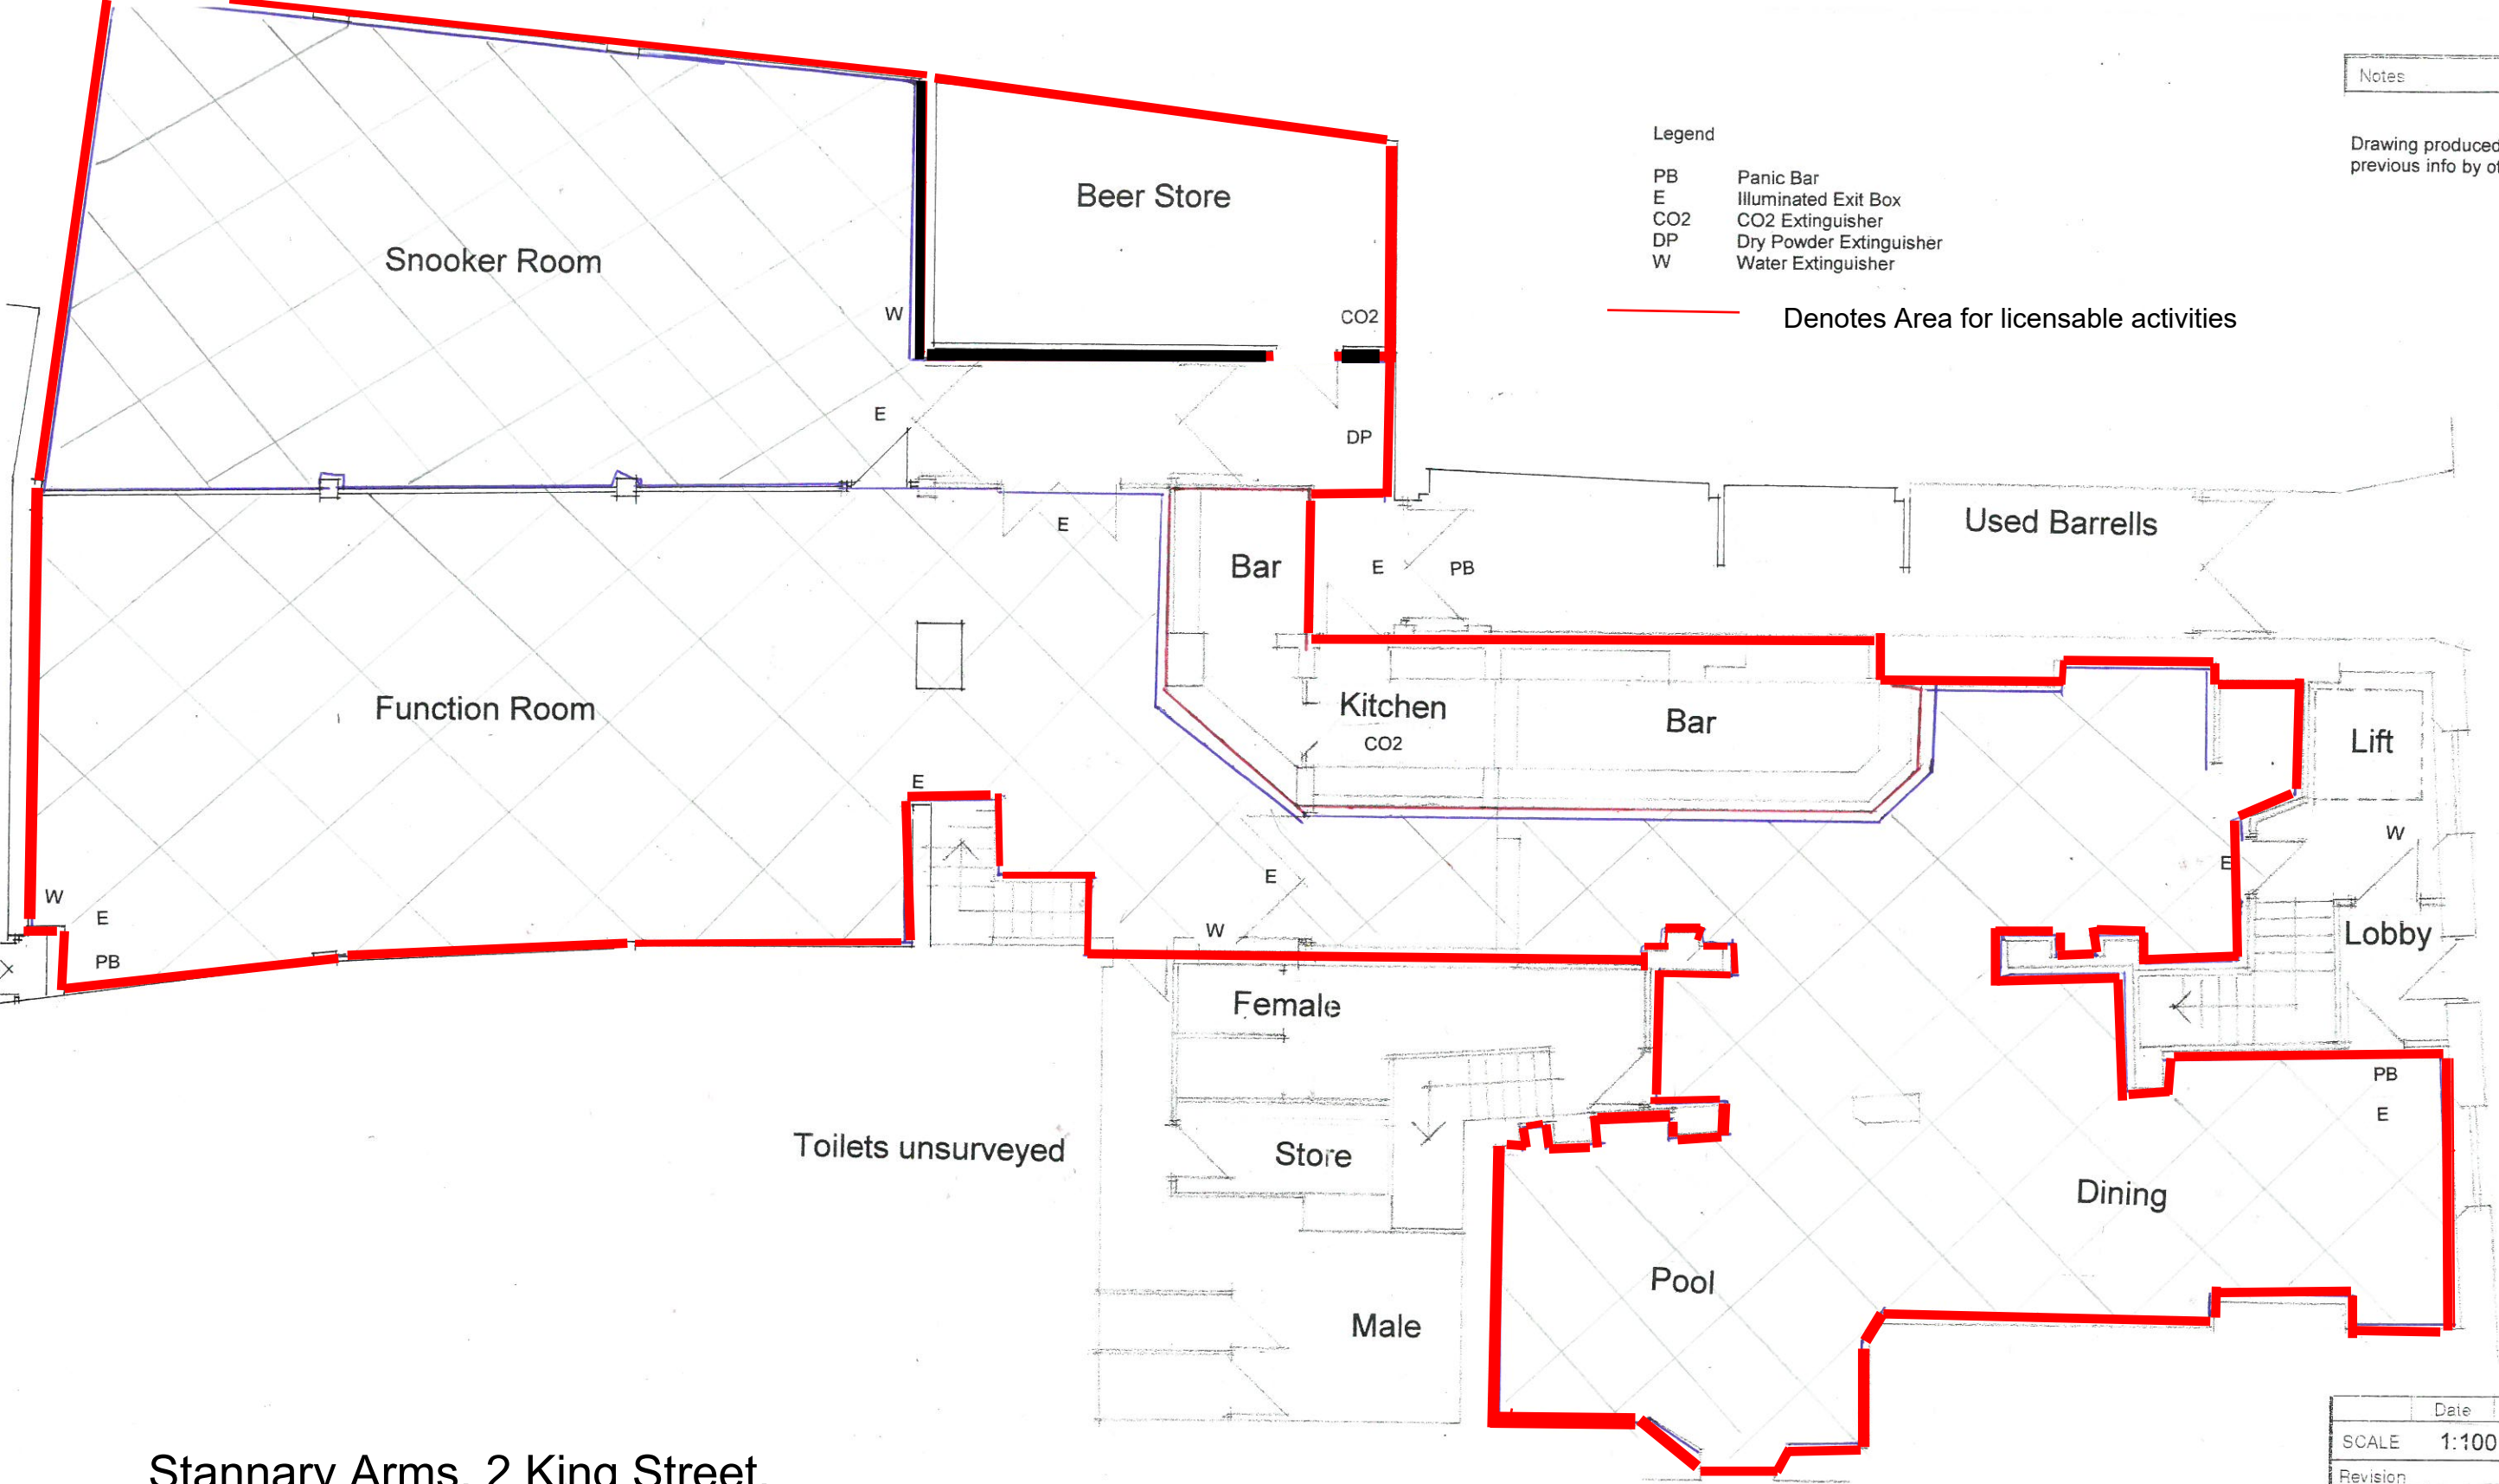 Notes
Legend
Drawing produced
previous info by
PB Panic Bar
E Illuminated Exit Box
CO2 CO2 Extinguisher
DP Dry Powder Extinguisher
W Water Extinguisher
Denotes Area for licensable activities
Beer Store
Snooker Room
W
CO2
E
DP
E
Used Barrells
Bar
E
PB
Function Room
Kitchen
Bar
CO2
Lift
E
W
E
E
W
E
W
Lobby
PB
Female
PB
E
Toilets unsurveyed
Store
Dining
Pool
Male
Date
SCALE 1:100
Revision
Stannary Arms, 2 King Street,